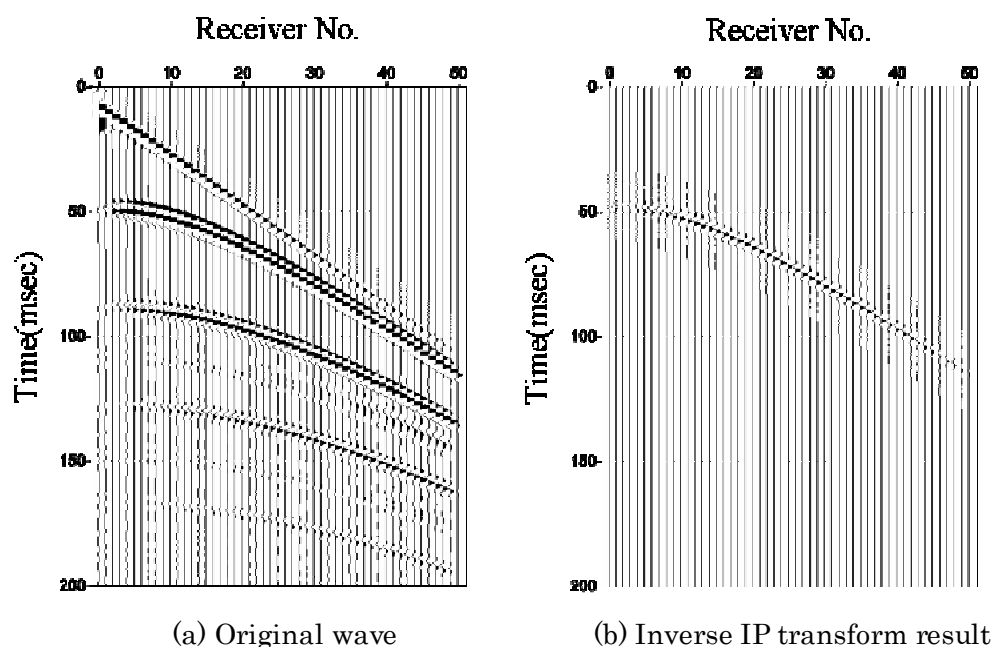 Receiver No.
0 10 20 30 40 50
0
50
100
150
200
Time(msec)
(a) Original wave
Receiver No.
0 10 20 30 40 50
0
50
100
150
200
Time(msec)
(b) Inverse IP transform result